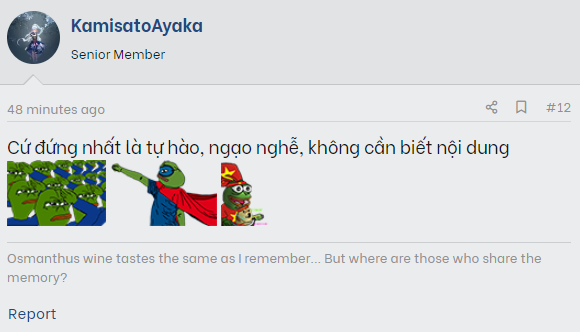 KamisatoAyaka
Senior Member
48 minutes ago
#12
Cứ đứng nhất là tự hào, ngạo nghễ, không cần biết nội dung
Osmanthus wine tastes the same as I remember... But where are those who share the
memory?
Report